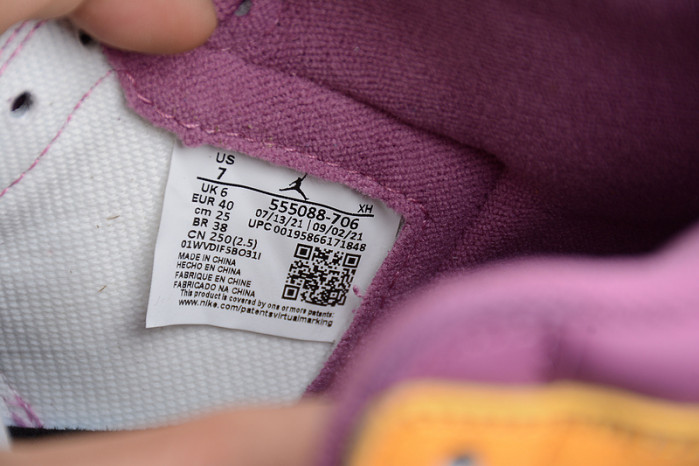 US
7
UK 6
EUR 40
cm 25
BR 38
CN 250(2.5)
01WVDIF5BO31I
XH
555088-706
07/13/21 | 09/02/21
UPC 00195866171848
MADE IN CHINA
HECHO EN CHINA
FABRIQUE EN CHINE
FABRICADO NA CHINA
This product is covered by one or more patents:
www.nike.com/patentsvirtualmarking